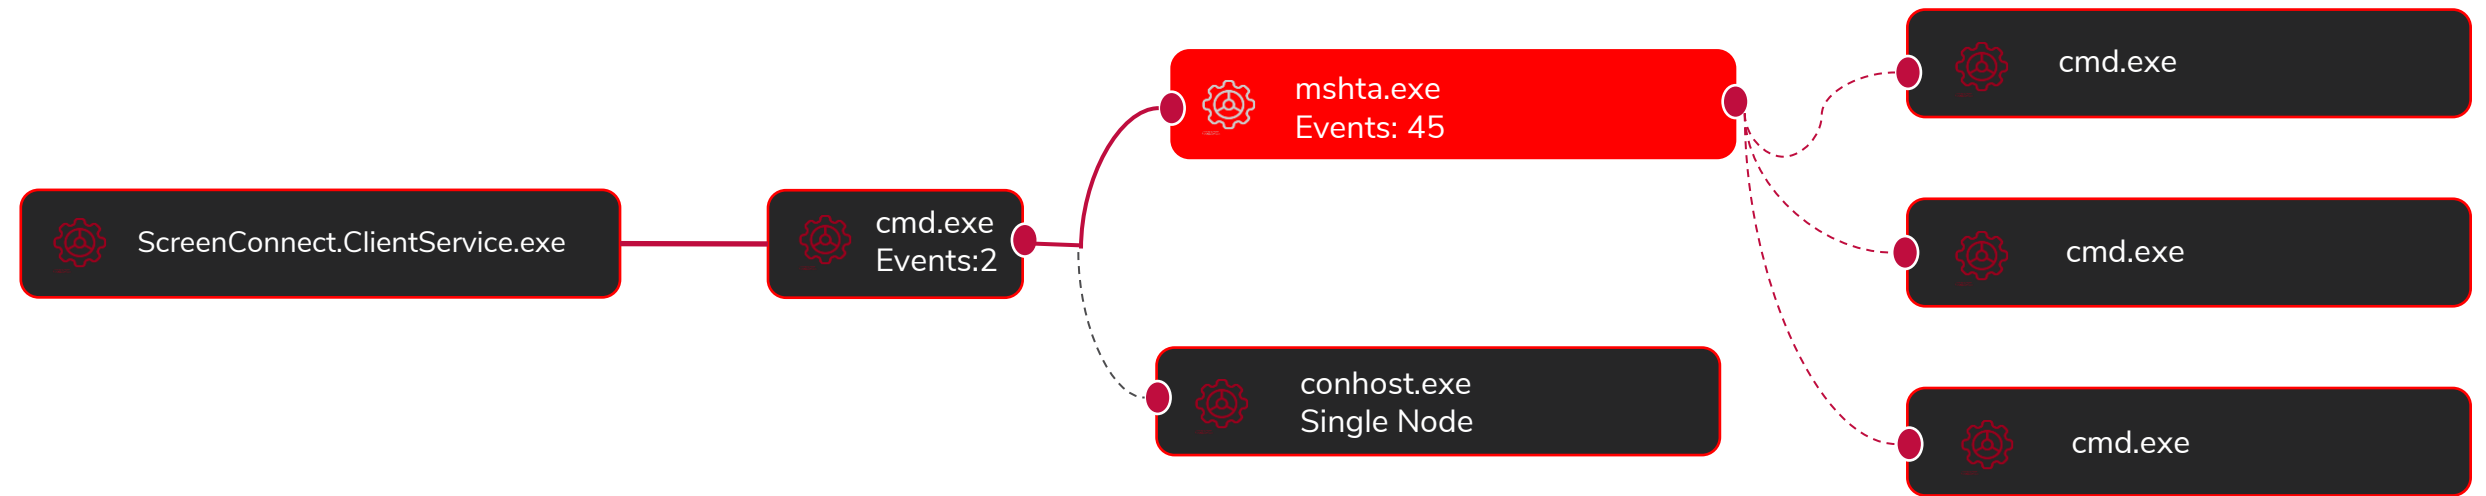 ScreenConnect.ClientService.exe
cmd.exe
Events:2
mshta.exe
Events: 45
conhost.exe
Single Node
cmd.exe
cmd.exe
cmd.exe